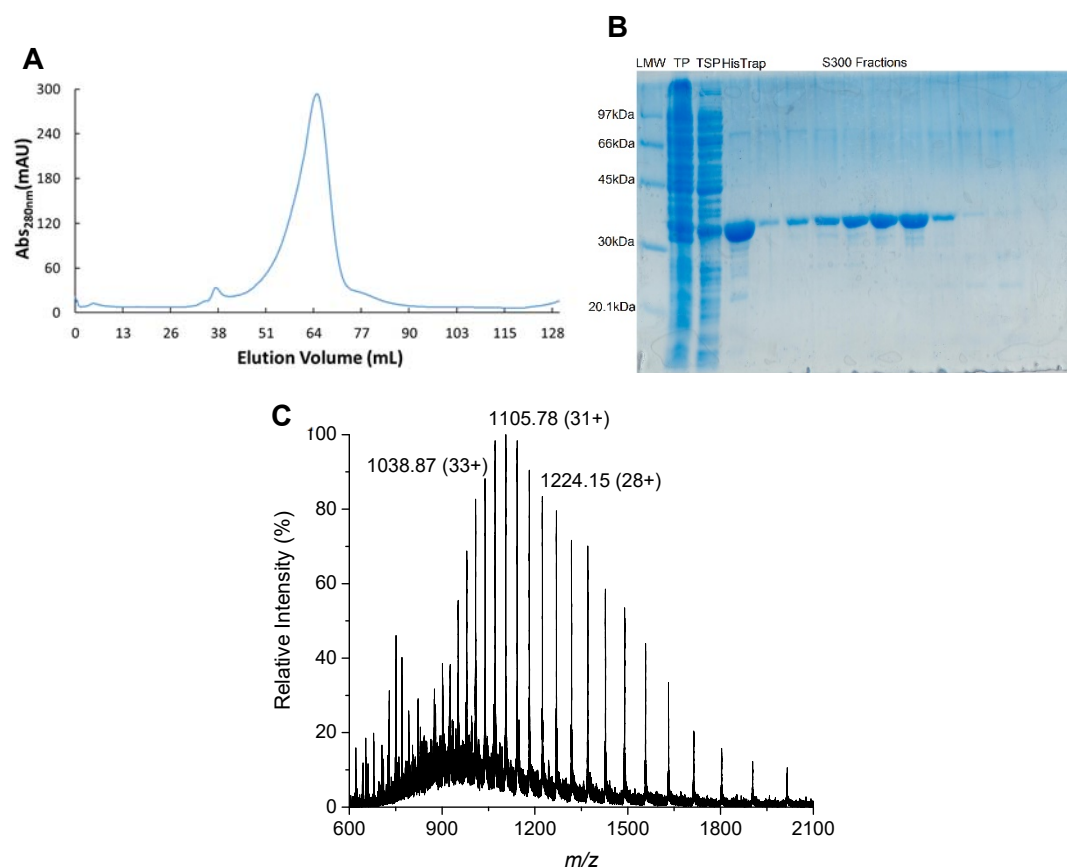 A
Abs280nm(mAU)
300
240
180
120
60
0
0 13 26 38 51 64 77 90 103 115 128
Elution Volume (mL)
B
LMW TP TSP HisTrap S300 Fractions
97kDa
66kDa
45kDa
30kDa
20.1kDa
C
1105.78 (31+)
1038.87 (33+)
1224.15 (28+)
Relative Intensity (%)
100
80
60
40
20
0
600 900 1200 1500 1800 2100
m/z